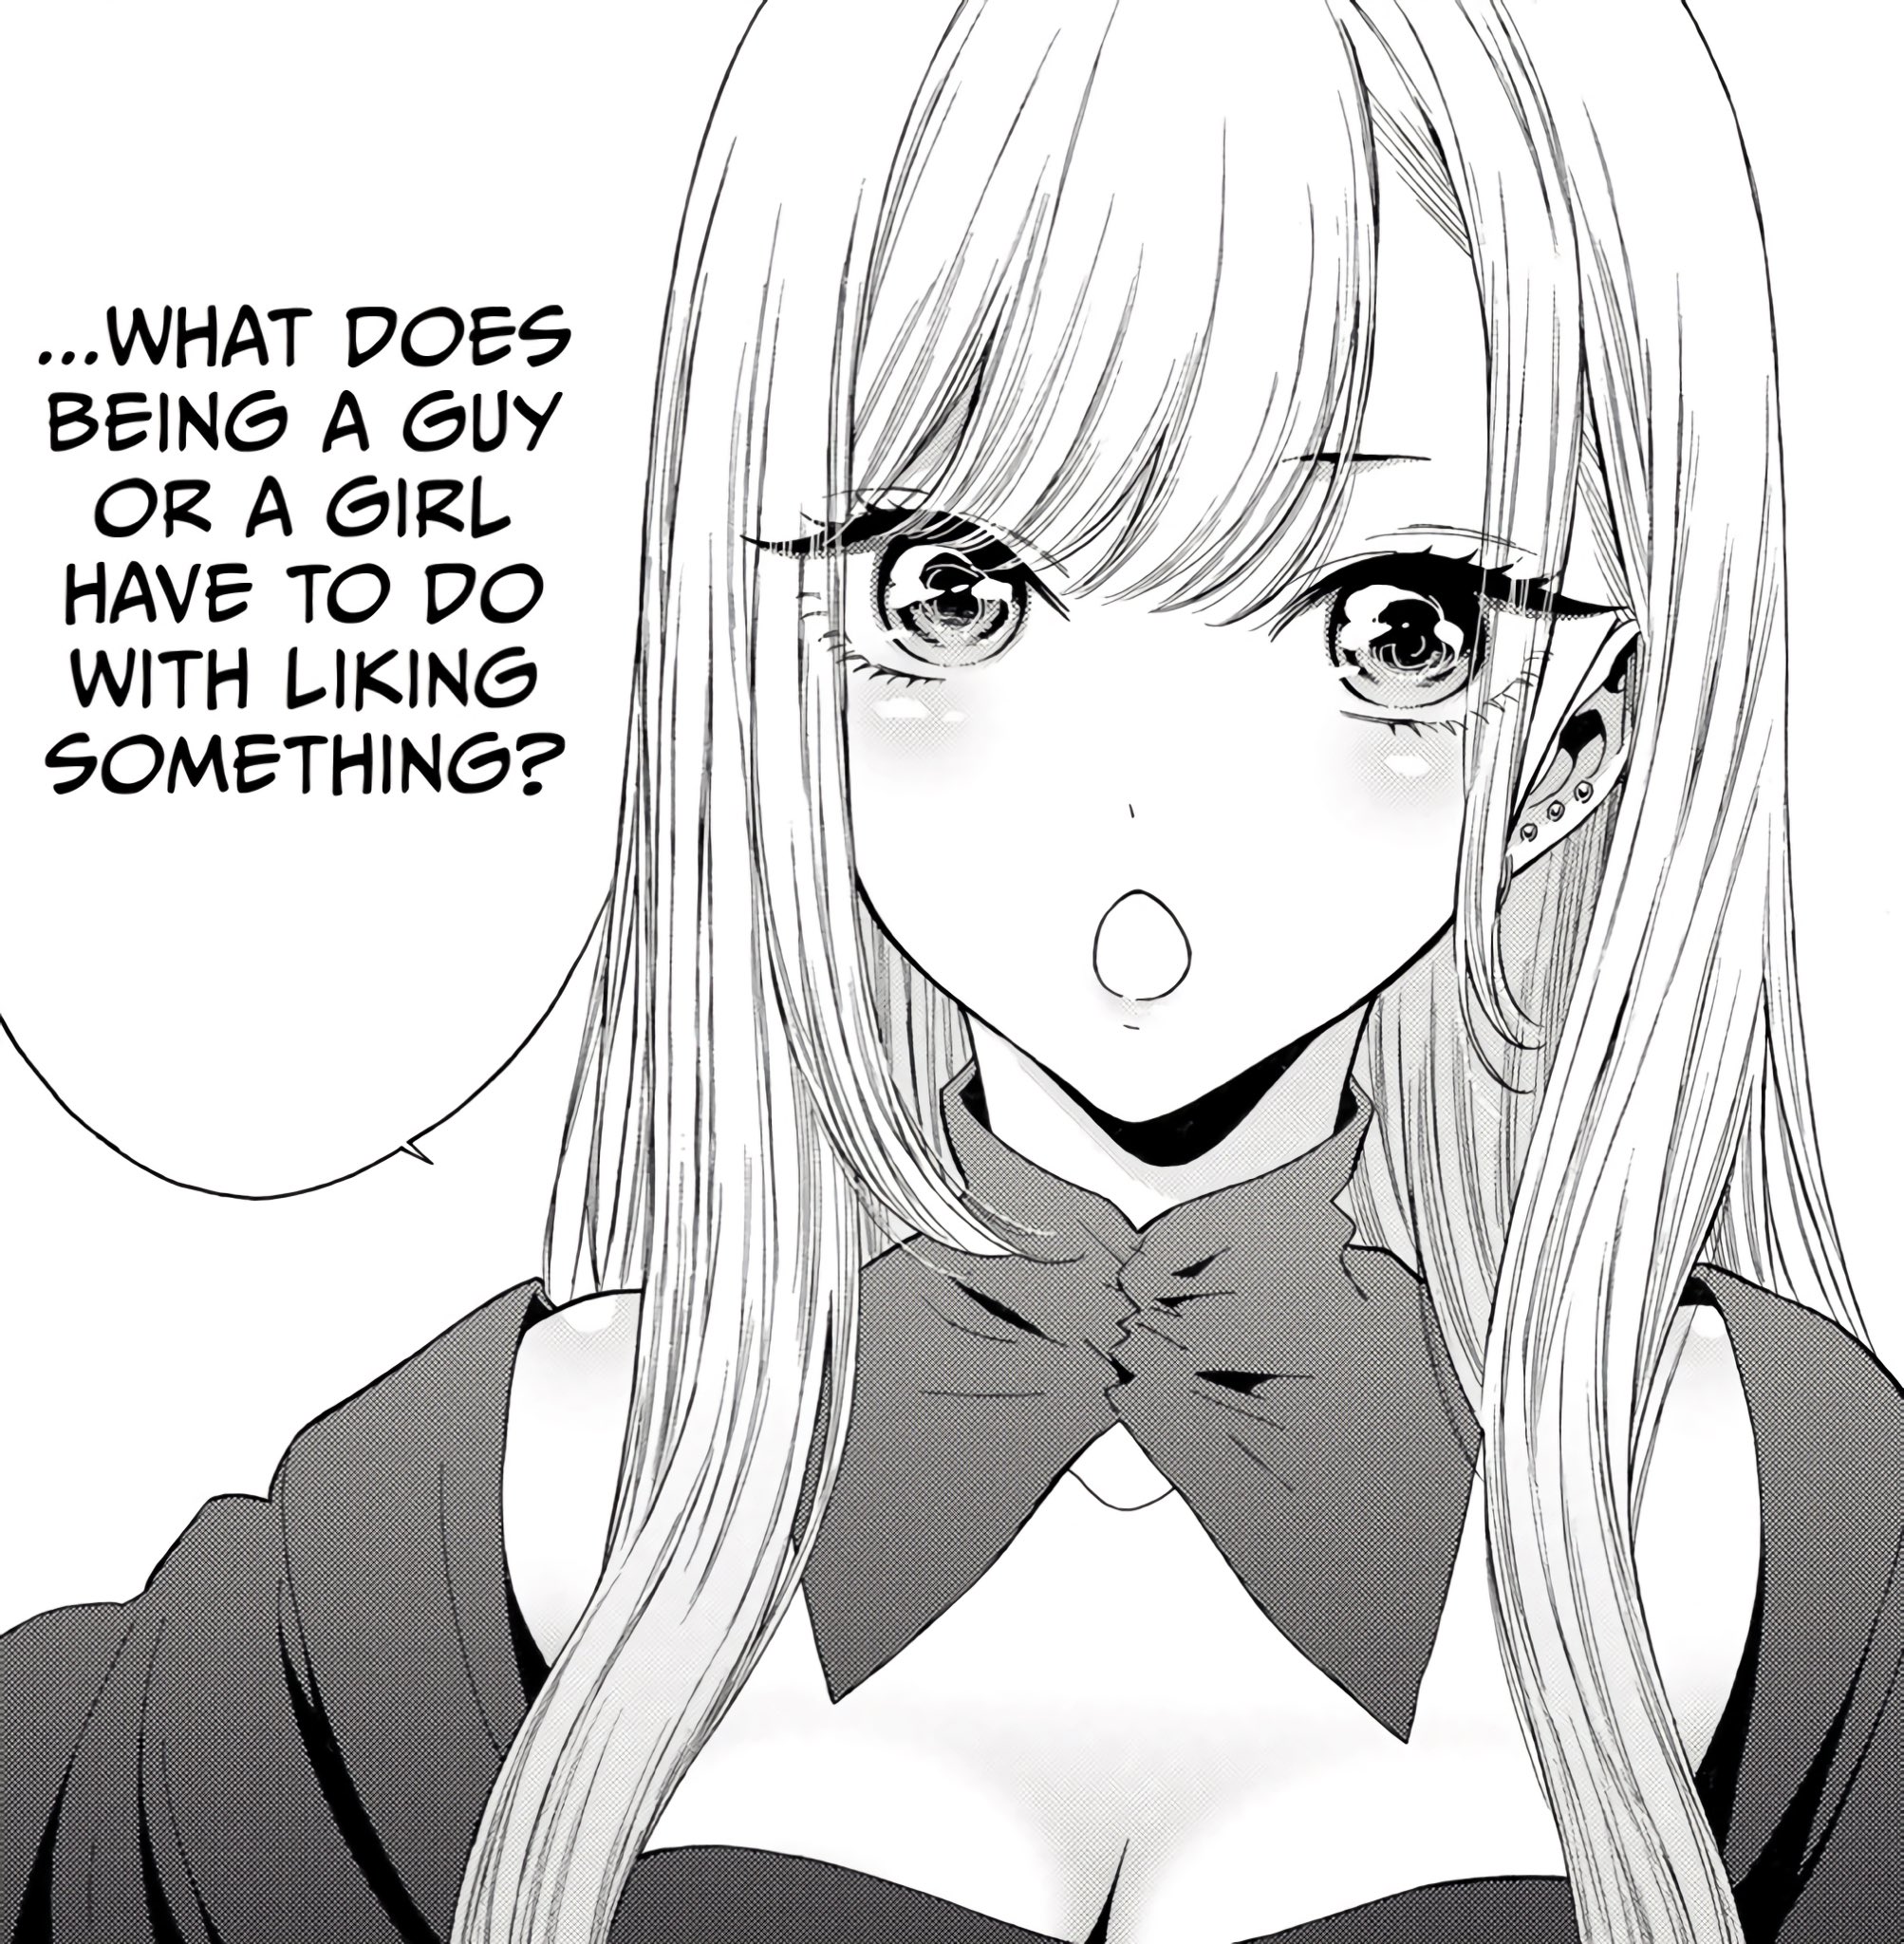 ...WHAT DOES
BEING A GUY
OR A GIRL
HAVE TO DO
WITH LIKING
SOMETHING?